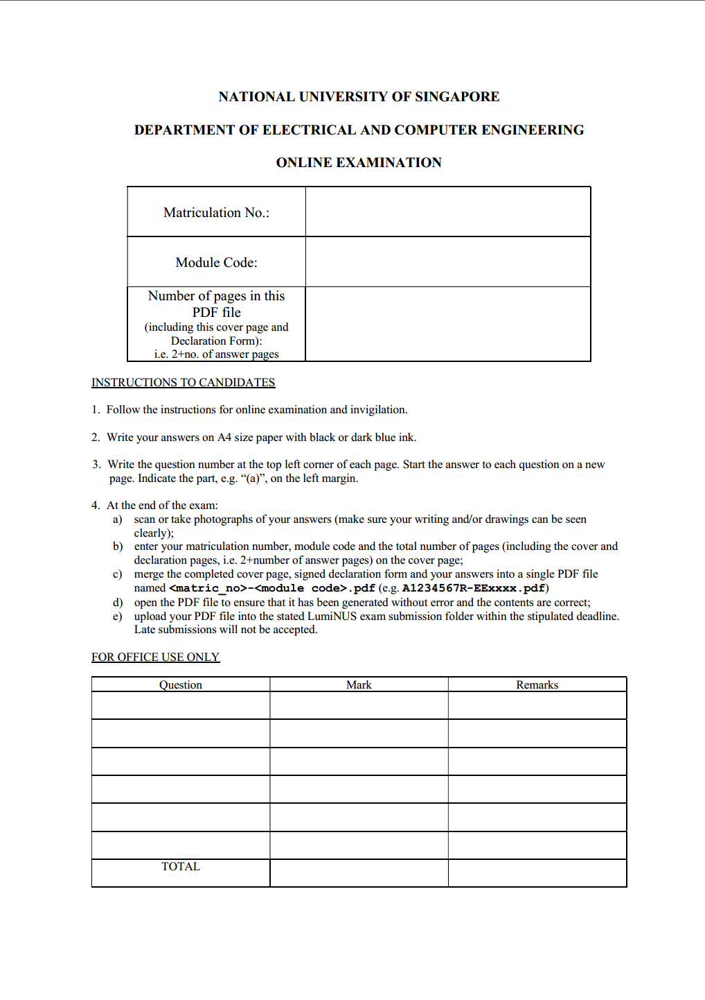 NATIONAL UNIVERSITY OF SINGAPORE
DEPARTMENT OF ELECTRICAL AND COMPUTER ENGINEERING
ONLINE EXAMINATION
Matriculation No.:
Module Code:
Number of pages in this
PDF file
(including this cover page and
Declaration Form):
i.e. 2+no. of answer pages
INSTRUCTIONS TO CANDIDATES
1. Follow the instructions for online examination and invigilation.
2. Write your answers on A4 size paper with black or dark blue ink.
3. Write the question number at the top left corner of each page. Start the answer to each question on a new
page. Indicate the part, e.g. “(a)”, on the left margin.
4. At the end of the exam:
a) scan or take photographs of your answers (make sure your writing and/or drawings can be seen
clearly);
b) enter your matriculation number, module code and the total number of pages (including the cover and
declaration pages, i.e. 2+number of answer pages) on the cover page;
c) merge the completed cover page, signed declaration form and your answers into a single PDF file
named <matric_no>-<module code>.pdf (e.g. A1234567R-EExxxx.pdf)
d) open the PDF file to ensure that it has been generated without error and the contents are correct;
e) upload your PDF file into the stated LumiNUS exam submission folder within the stipulated deadline.
Late submissions will not be accepted.
FOR OFFICE USE ONLY
Question Mark Remarks
TOTAL